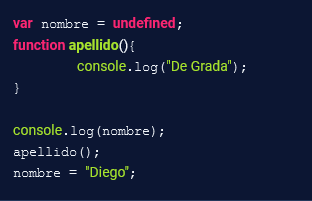 var nombre = undefined;
function apellido(){
        console.log("De Grada");
}

console.log(nombre);
apellido();
nombre = "Diego";